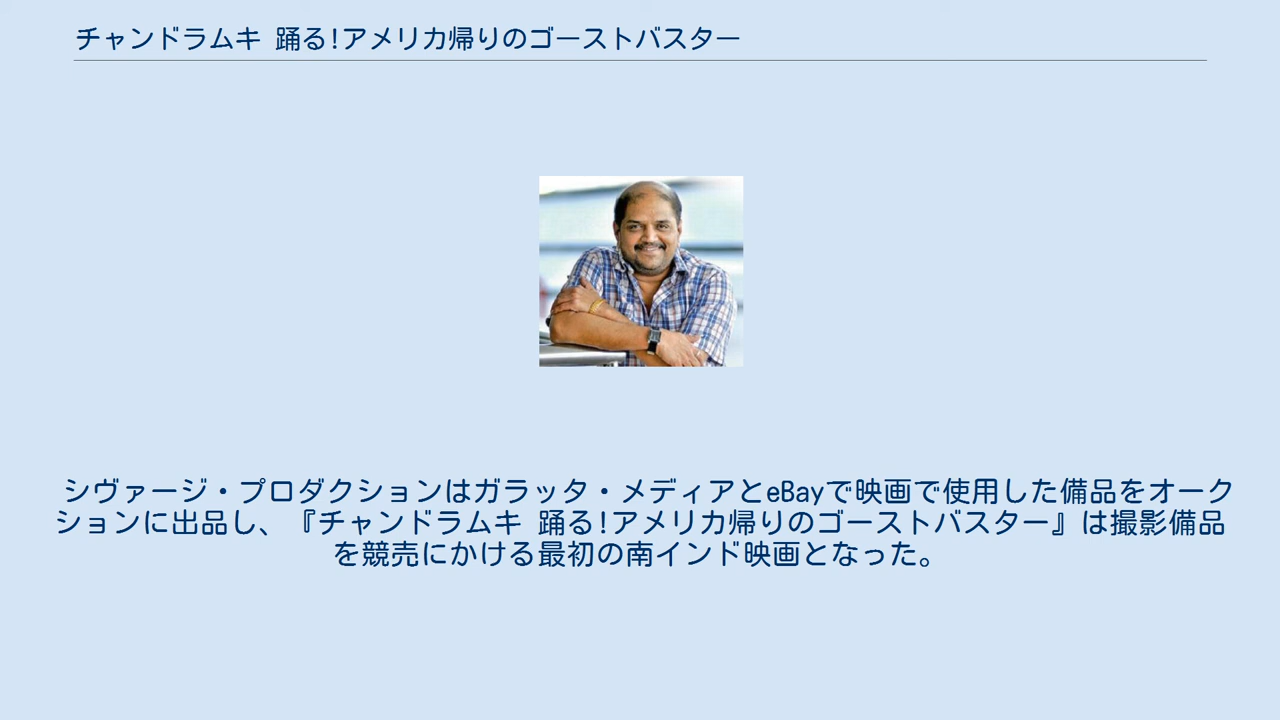 チャンドラムキ 踊る!アメリカ帰りのゴーストバスター
シヴァージ・プロダクションはガラッタ・メディアとeBayで映画で使用した備品をオーク
ションに出品し、『チャンドラムキ 踊る!アメリカ帰りのゴーストバスター』は撮影備品
を競売にかける最初の南インド映画となった。